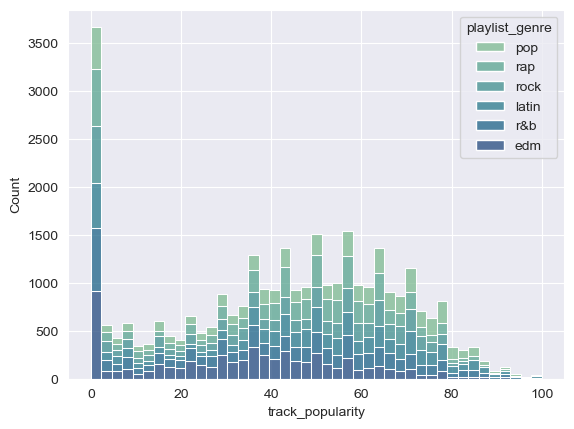 playlist_genre
pop
rap
rock
latin
r&b
edm
3500
3000
2500
2000
1500
1000
500
0
Count
0 20 40 60 80 100
track_popularity